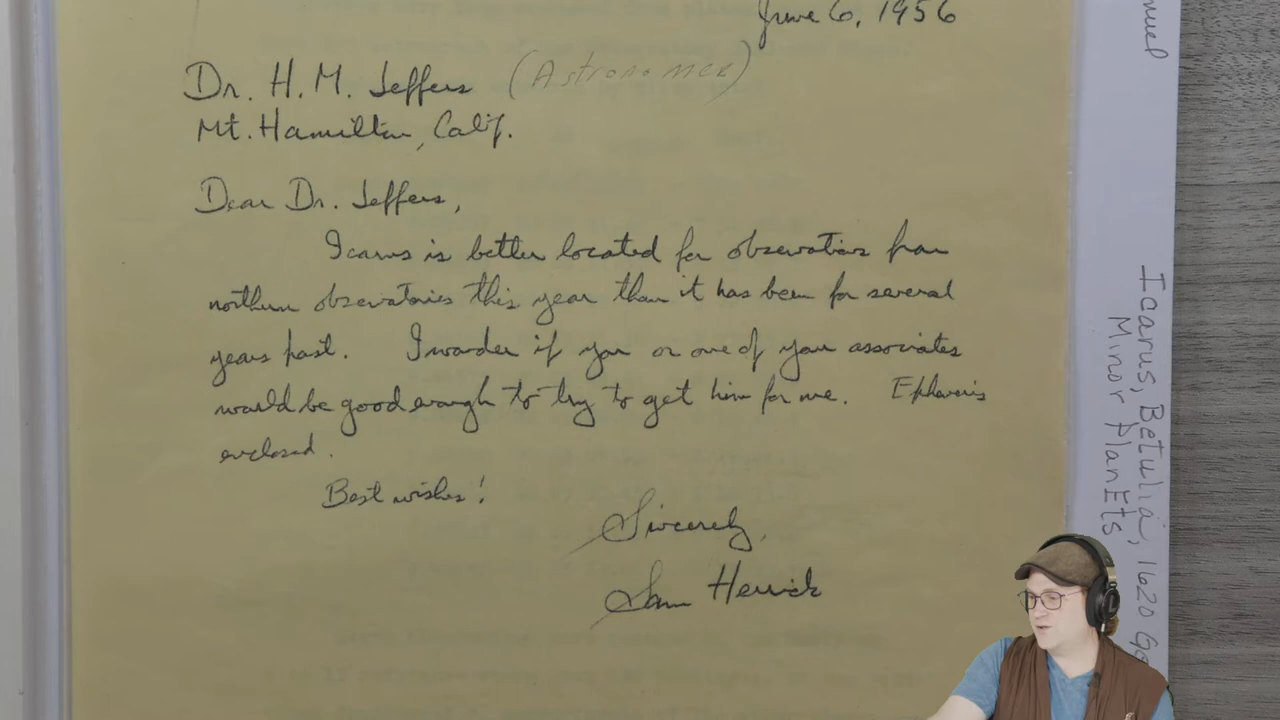 June 6, 1956
Dr. H. M. Jeffers (Astronomer)
Mt. Hamilton, Calif.
Dear Dr. Jeffers,
Icarus is better located for observation from
northern observatories this year than it has been for several
years past. I wonder if you or one of your associates
would be good enough to try to get him for me. Ephemeris
enclosed.
Best wishes!
Sincerely,
Sam Herrick
Icarus, Betulia, 1620
Minor PlanEts